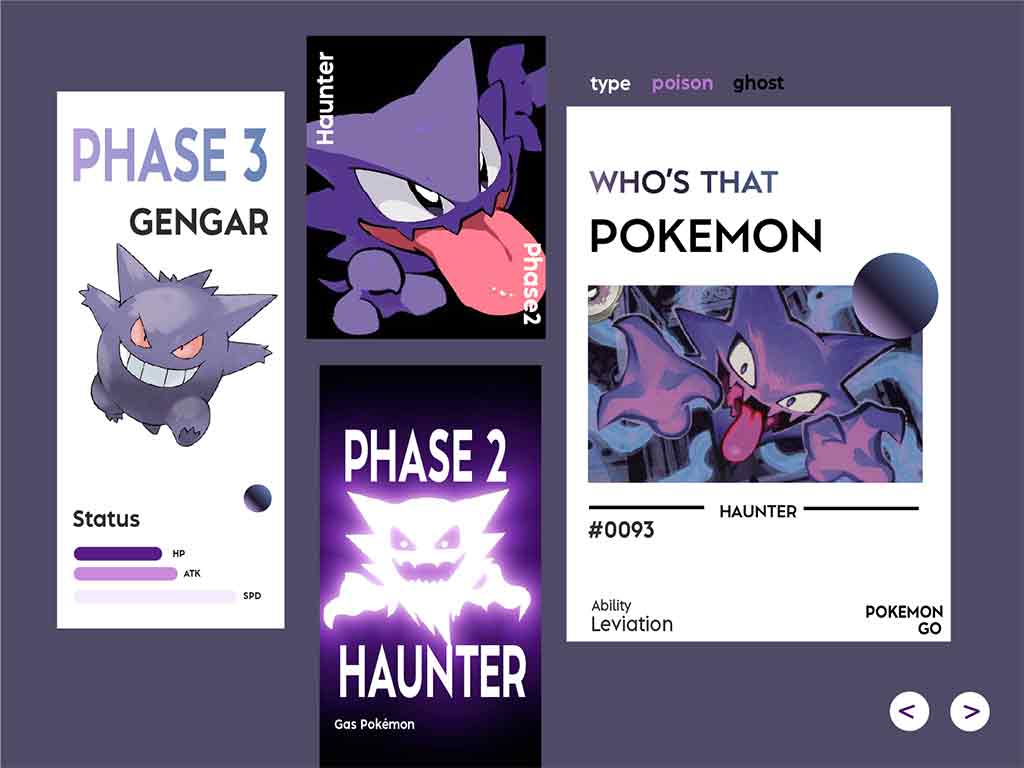 PHASE 3
GENGAR
Status
HP
ATK
SPD
Haunter
Phase2
PHASE 2
HAUNTER
Gas Pokémon
type poison ghost
WHO'S THAT
POKEMON
HAUNTER
#0093
Ability
Leviation
POKEMON
GO
< >